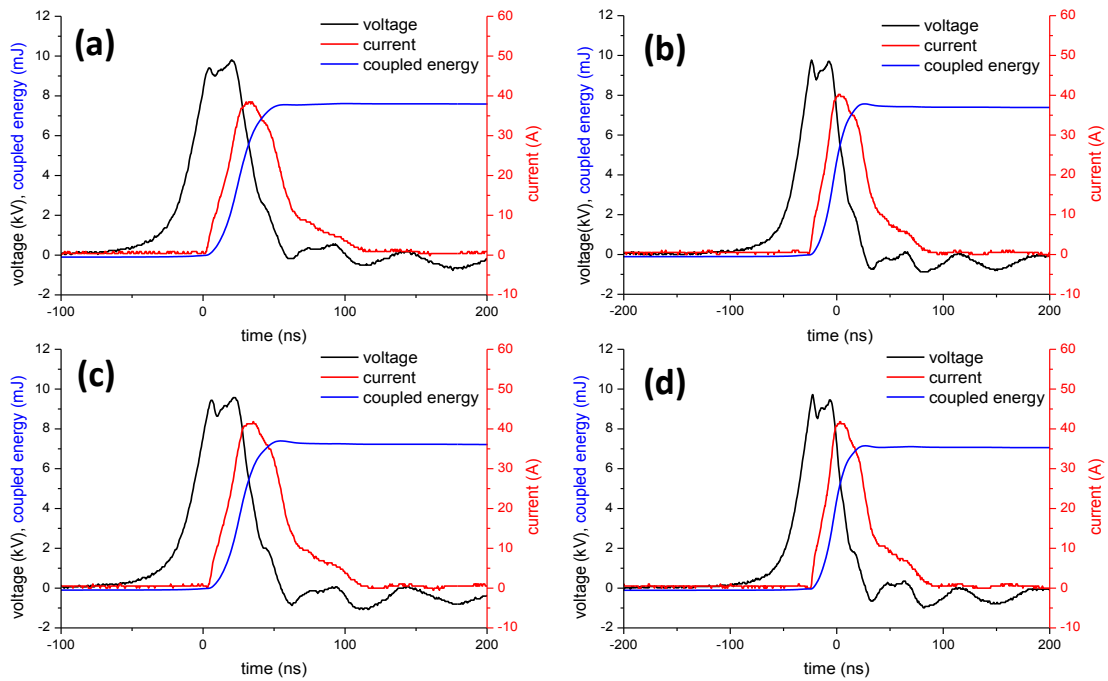 (a)
voltage
current
coupled energy
voltage (kV), coupled energy (mJ)
12
10
8
6
4
2
0
-2
60
50
40
30
20
10
0
-10
current (A)
-100
0
100
200
time (ns)
(b)
voltage
current
coupled energy
voltage(kV), coupled energy (mJ)
12
10
8
6
4
2
0
-2
60
50
40
30
20
10
0
-10
current (A)
-200
-100
0
100
200
time (ns)
(c)
voltage
current
coupled energy
voltage (kV), coupled energy (mJ)
12
10
8
6
4
2
0
-2
60
50
40
30
20
10
0
-10
current (A)
-100
0
100
200
time (ns)
(d)
voltage
current
coupled energy
voltage (kV), coupled energy (mJ)
12
10
8
6
4
2
0
-2
60
50
40
30
20
10
0
-10
current (A)
-200
-100
0
100
200
time (ns)